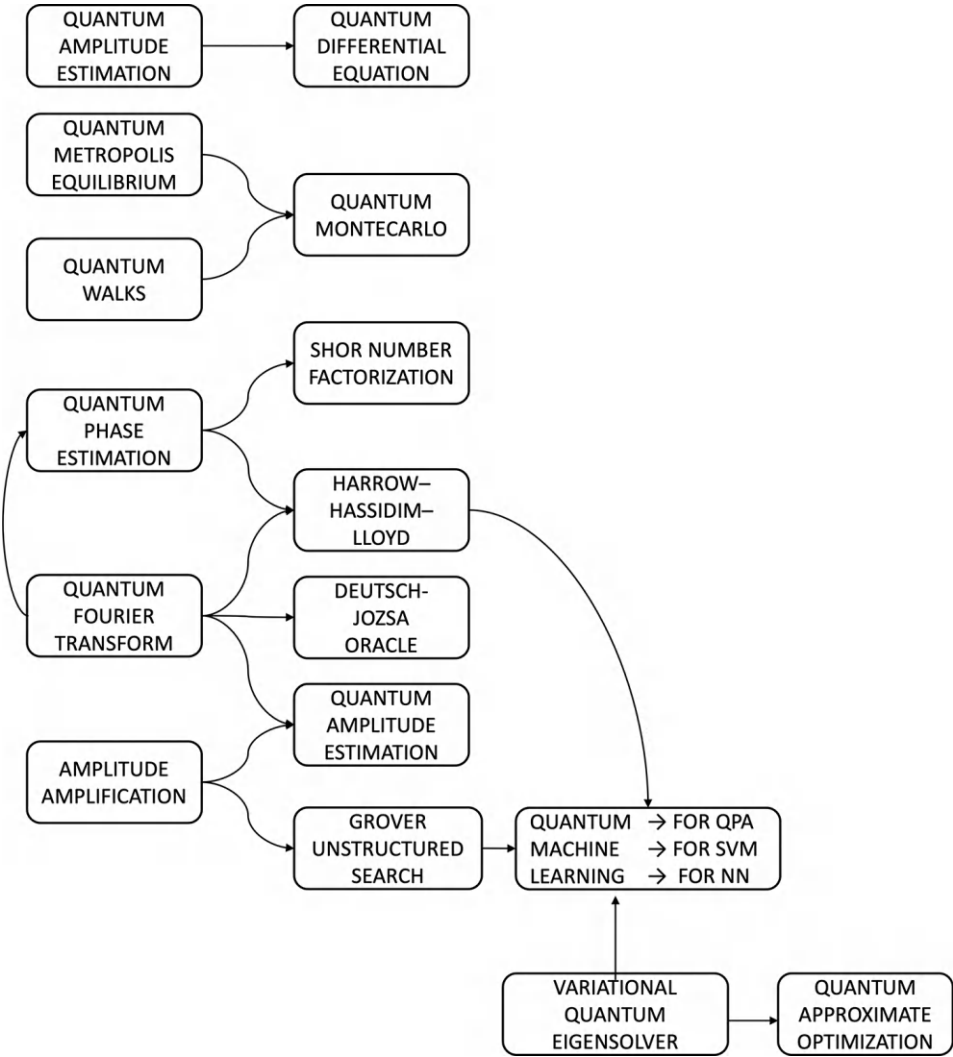 QUANTUM
AMPLITUDE
ESTIMATION
QUANTUM
DIFFERENTIAL
EQUATION
QUANTUM
METROPOLIS
EQUILIBRIUM
QUANTUM
MONTECARLO
QUANTUM
WALKS
SHOR NUMBER
FACTORIZATION
QUANTUM
PHASE
ESTIMATION
HARROW–
HASSIDIM–
LLOYD
QUANTUM
FOURIER
TRANSFORM
DEUTSCH-
JOZSA
ORACLE
QUANTUM
AMPLITUDE
ESTIMATION
AMPLITUDE
AMPLIFICATION
GROVER
UNSTRUCTURED
SEARCH
QUANTUM → FOR QPA
MACHINE → FOR SVM
LEARNING → FOR NN
VARIATIONAL
QUANTUM
EIGENSOLVER
QUANTUM
APPROXIMATE
OPTIMIZATION